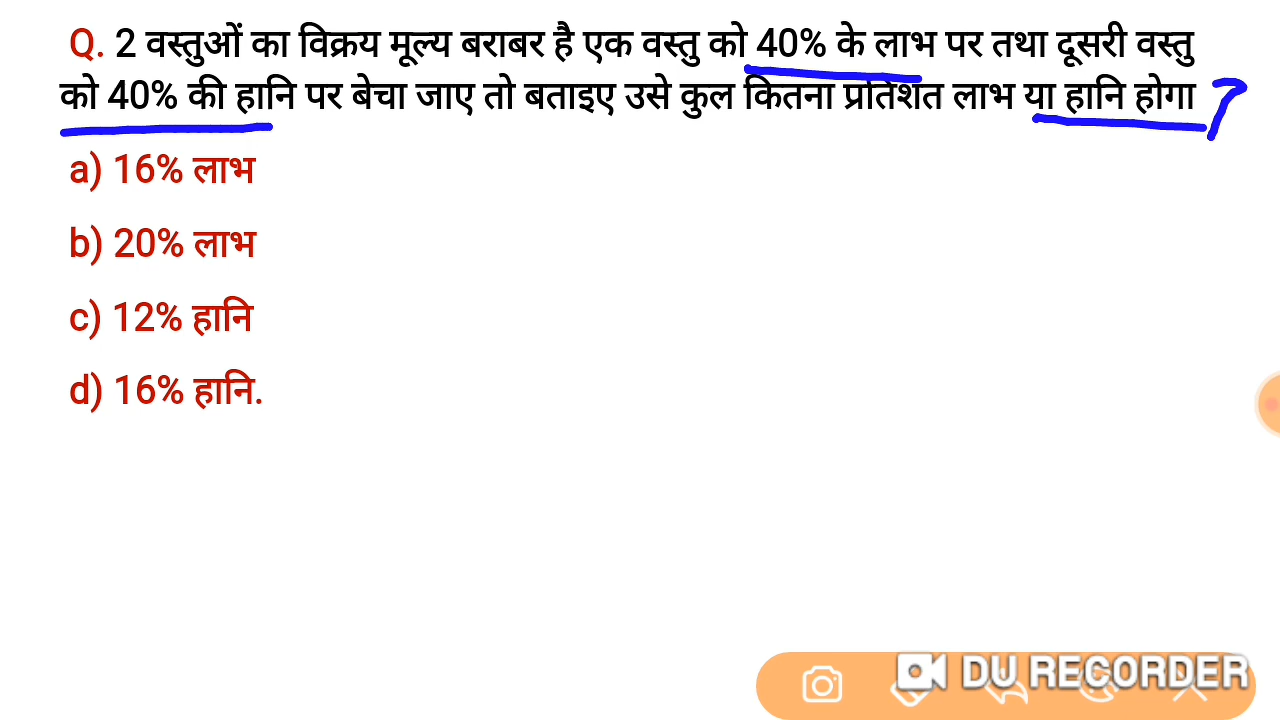 Q. 2 वस्तुओं का विक्रय मूल्य बराबर है एक वस्तु को 40% के लाभ पर तथा दूसरी वस्तु
को 40% की हानि पर बेचा जाए तो बताइए उसे कुल कितना प्रतिशत लाभ या हानि होगा ?
a) 16% लाभ
b) 20% लाभ
c) 12% हानि
d) 16% हानि.
DU RECORDER